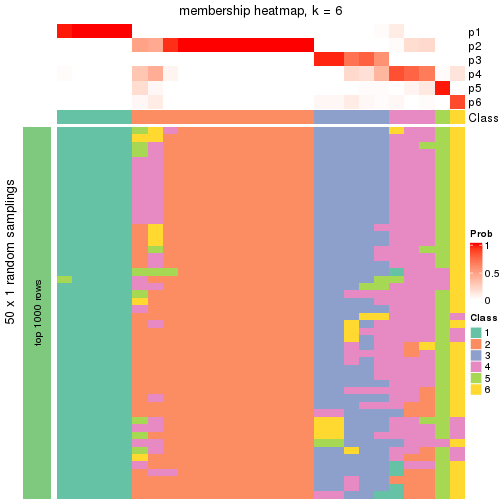 membership heatmap, k = 6
p1
p2
p3
p4
p5
p6
Class
50 x 1 random samplings
top 1000 rows
Prob
1
0.5
0
Class
1
2
3
4
5
6